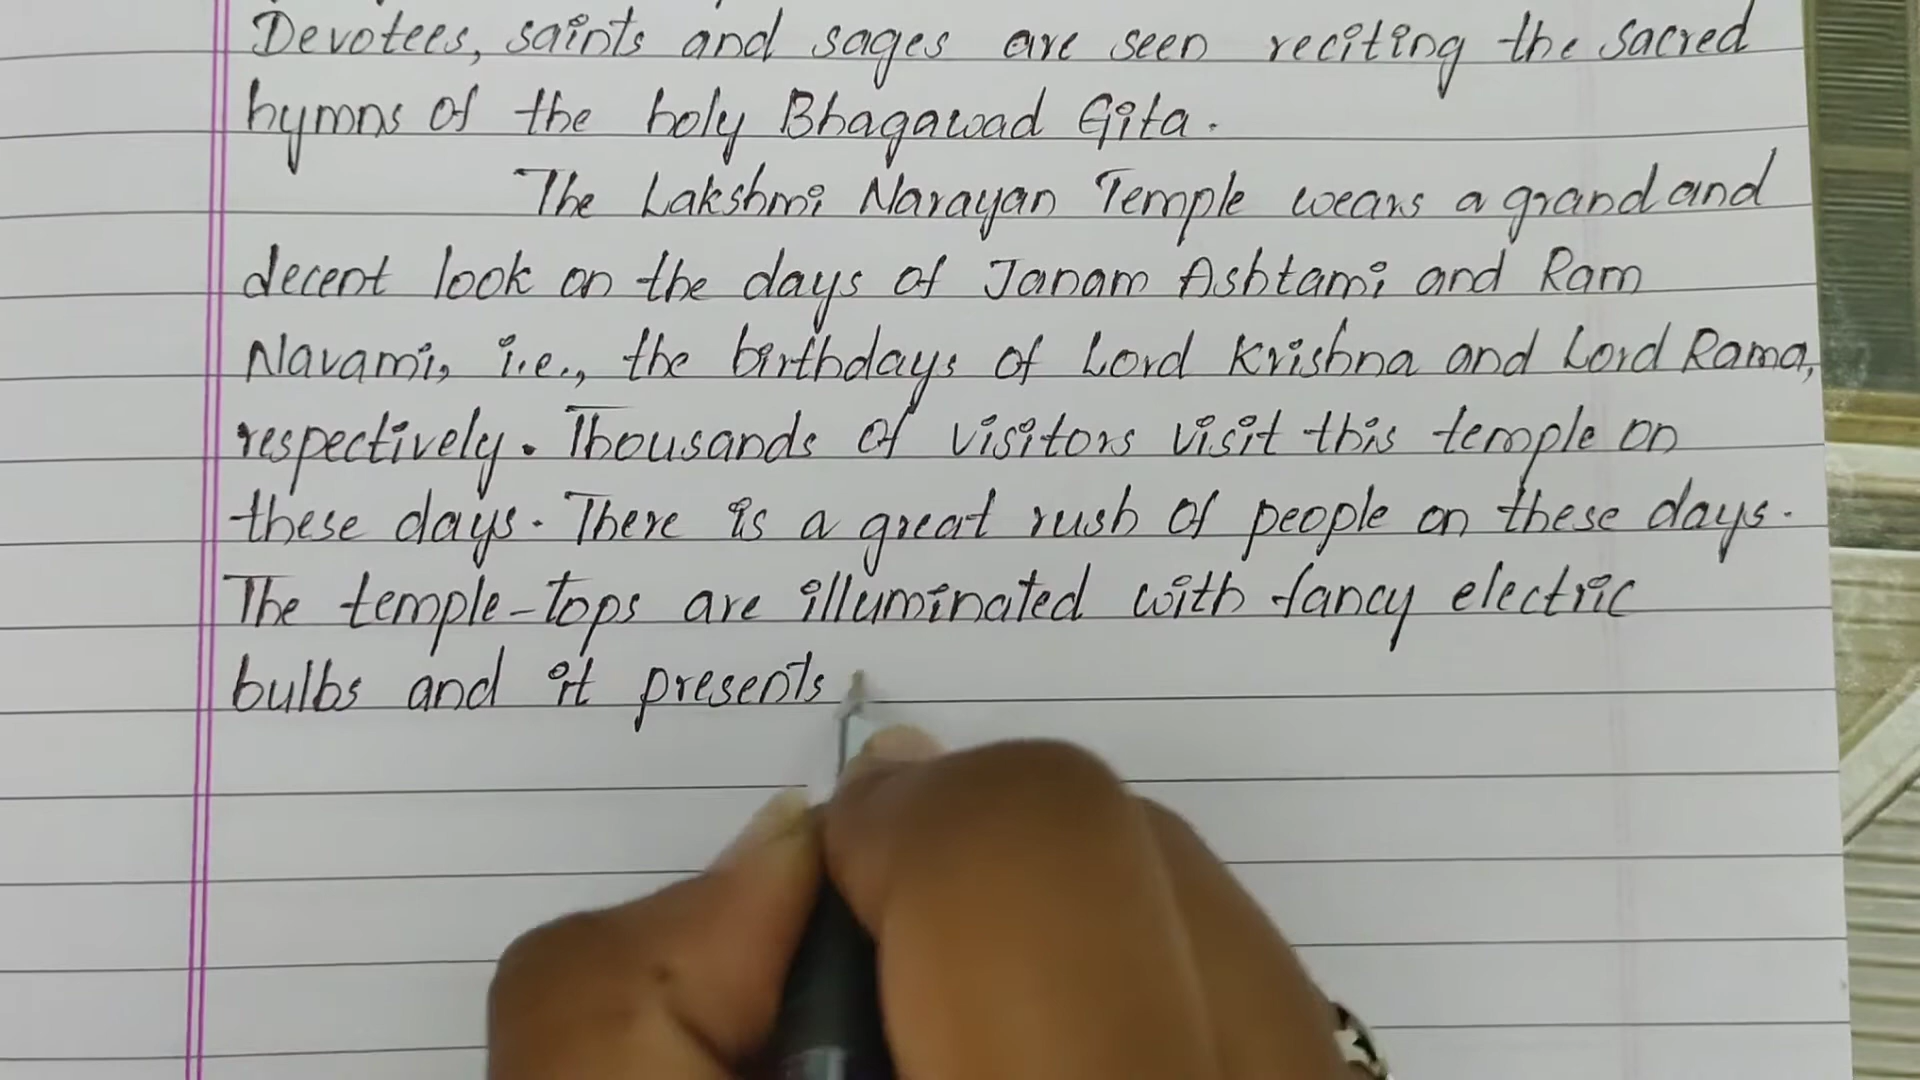 Devotees, saints and sages are seen reciting the sacred
hymns of the holy Bhagawad Gita.
The Lakshmi Narayan Temple wears a grand and
decent look on the days of Janam Ashtami and Ram
Navami, i.e., the birthdays of Lord Krishna and Lord Rama,
respectively. Thousands of visitors visit this temple on
these days. There is a great rush of people on these days.
The temple-tops are illuminated with fancy electric
bulbs and it presents